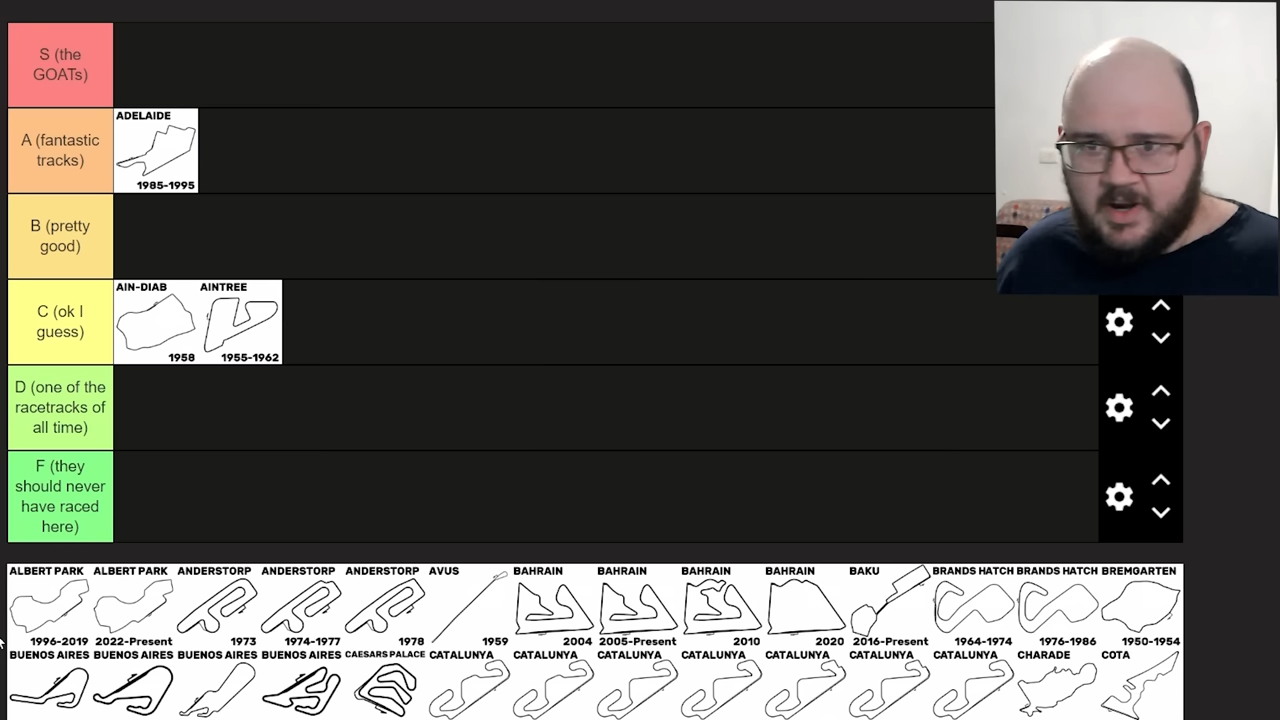 S (the
GOATs)
ADELAIDE
A (fantastic
tracks)
1985-1995
B (pretty
good)
AIN-DIAB
AINTREE
C (ok I
guess)
1958
1955-1962
D (one of the
racetracks of
all time)
F (they
should never
have raced
here)
ALBERT PARK
ALBERT PARK
ANDERSTORP
ANDERSTORP
ANDERSTORP
AVUS
BAHRAIN
BAHRAIN
BAHRAIN
BAHRAIN
BAKU
BRANDS HATCH
BRANDS HATCH
BREMGARTEN
1996-2019
2022-Present
1973
1974-1977
1978
1959
2004
2005-Present
2010
2020
2016-Present
1964-1974
1976-1986
1950-1954
BUENOS AIRES
BUENOS AIRES
BUENOS AIRES
BUENOS AIRES
CAESARS PALACE
CATALUNYA
CATALUNYA
CATALUNYA
CATALUNYA
CATALUNYA
CATALUNYA
CATALUNYA
CHARADE
COTA